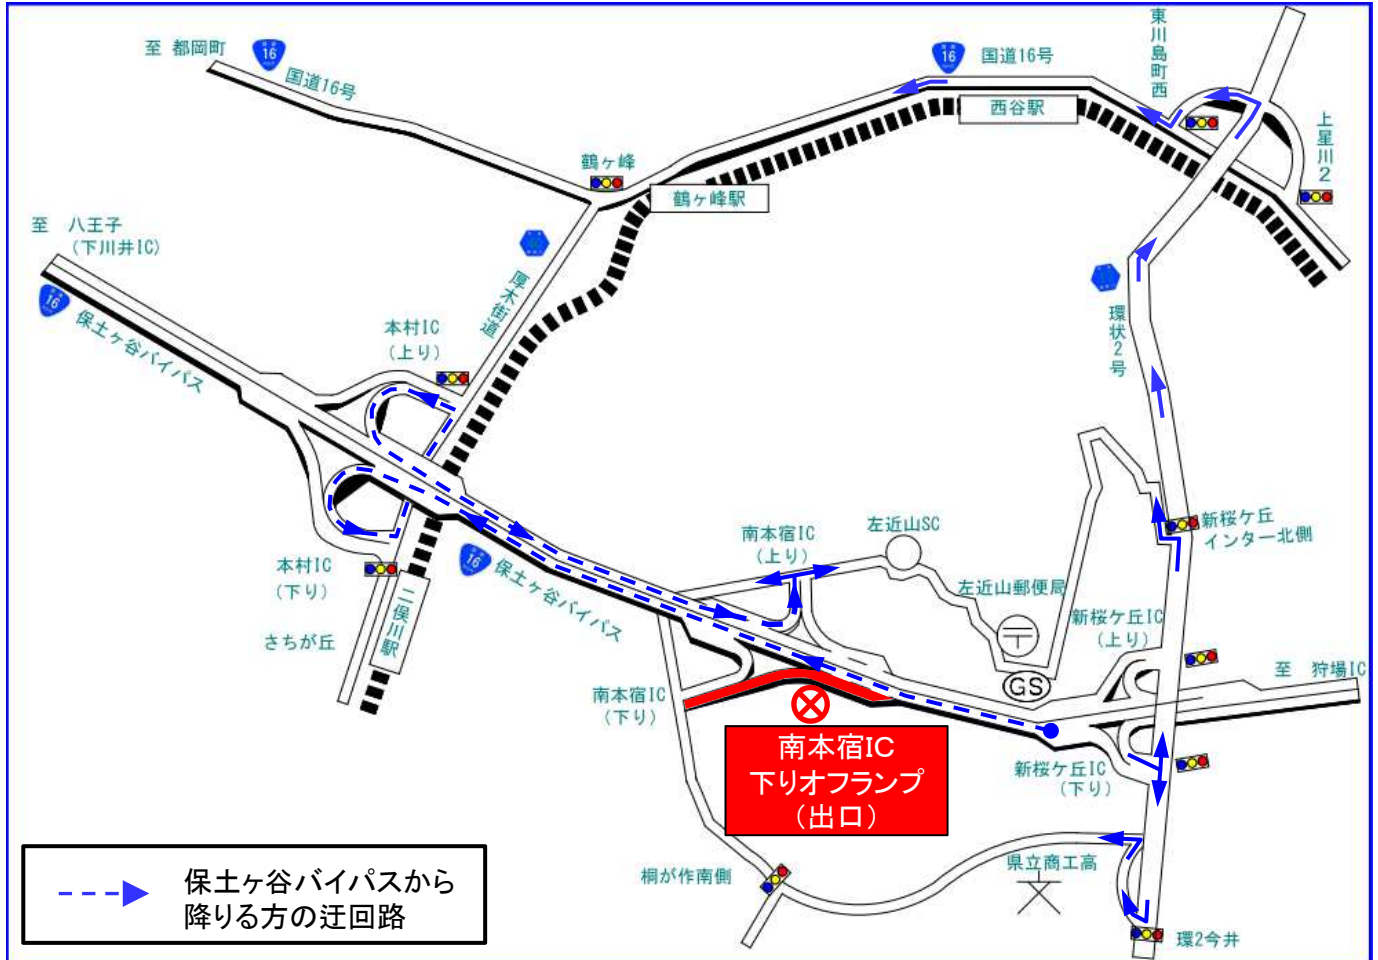 至 都岡町
16
国道16号
16
国道16号
東川島町西
西谷駅
上星川2
鶴ヶ峰
鶴ヶ峰駅
至 八王子
(下川井IC)
16
保土ヶ谷バイパス
厚木街道
環状2号
本村IC
(上り)
本村IC
(下り)
二俣川駅
さちが丘
16
保土ヶ谷バイパス
南本宿IC
(上り)
左近山SC
左近山郵便局
新桜ケ丘
インター北側
新桜ケ丘IC
(上り)
至 狩場IC
GS
南本宿IC
(下り)
南本宿IC
下りオフランプ
(出口)
新桜ケ丘IC
(下り)
県立商工高
桐が作南側
環2今井
保土ヶ谷バイパスから
降りる方の迂回路